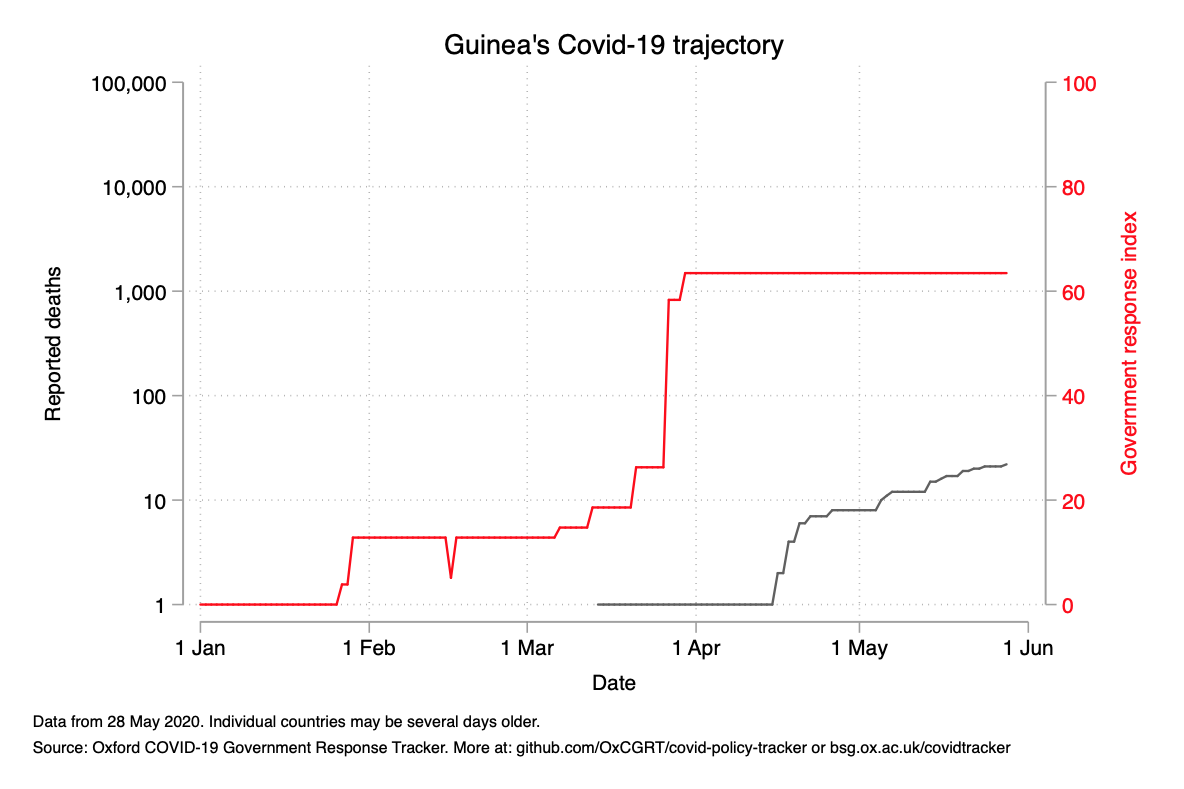 Guinea's Covid-19 trajectory
100,000
10,000
1,000
100
10
1
Reported deaths
100
80
60
40
20
0
Government response index
1 Jan
1 Feb
1 Mar
1 Apr
1 May
1 Jun
Date
Data from 28 May 2020. Individual countries may be several days older.
Source: Oxford COVID-19 Government Response Tracker. More at: github.com/OxCGRT/covid-policy-tracker or bsg.ox.ac.uk/covidtracker